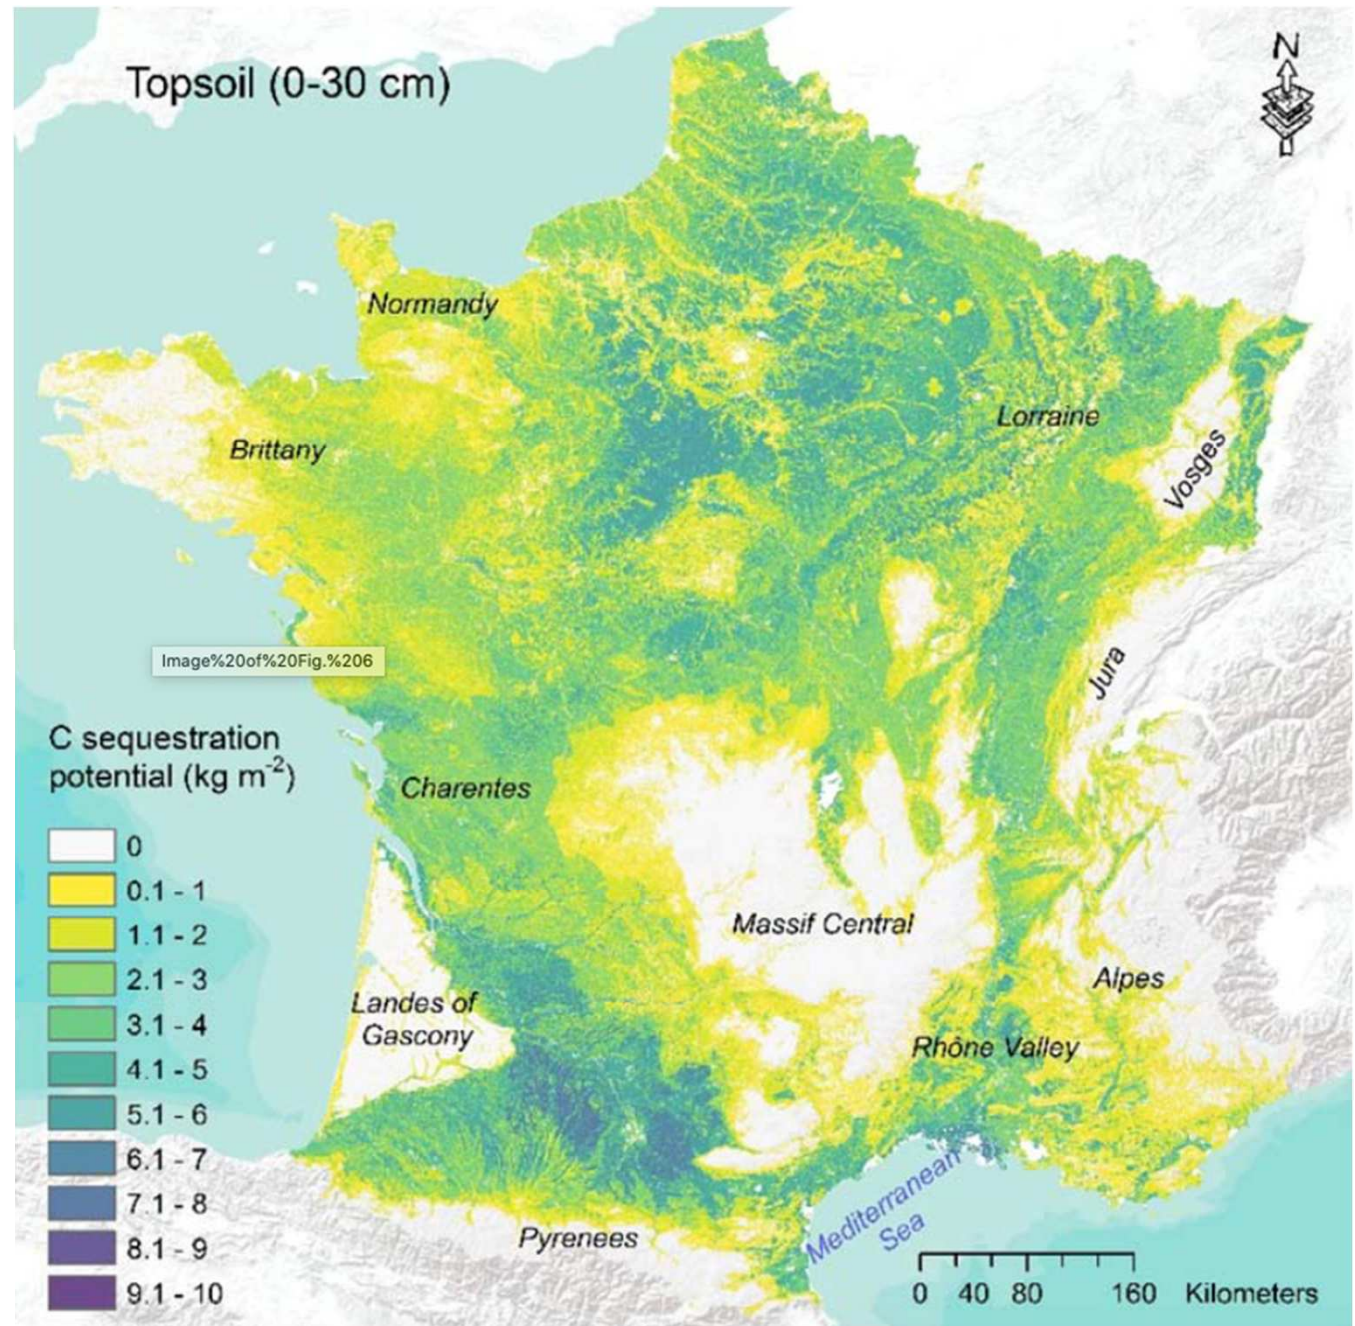 Topsoil (0-30 cm)
N
Normandy
Brittany
Lorraine
Vosges
Image%20of%20Fig.%206
Jura
C sequestration
potential (kg m-2)
Charentes
0
0.1 - 1
1.1 - 2
2.1 - 3
3.1 - 4
4.1 - 5
5.1 - 6
6.1 - 7
7.1 - 8
8.1 - 9
9.1 - 10
Massif Central
Alpes
Landes of
Gascony
Rhône Valley
Mediterranean
Sea
Pyrenees
0 40 80 160 Kilometers